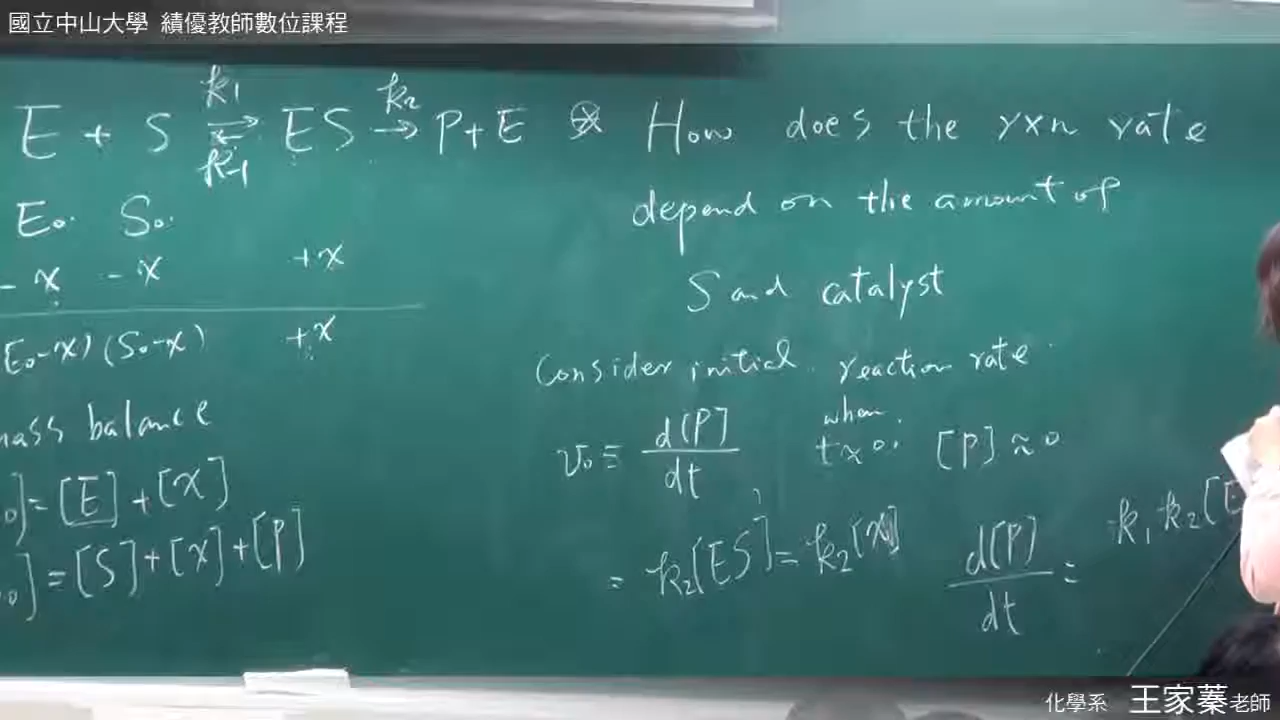 國立中山大學 績優教師數位課程
E + S k1 ⇌ k-1 ES k2 → P+E
E0. S0.
- x - x +x
E0-x) (S0-x) +x
mass balance
0]=[E]+[x]
0]=[S]+[x]+[P]
⊗ How does the rxn rate
depend on the amount of
S and catalyst
Consider initial reaction rate.
v0 ≡ d[P]/dt when t≈0. [P]≈0
= k2[ES]=k2[x] d[P]/dt = k1k2[E
化學系 王家蓁老師